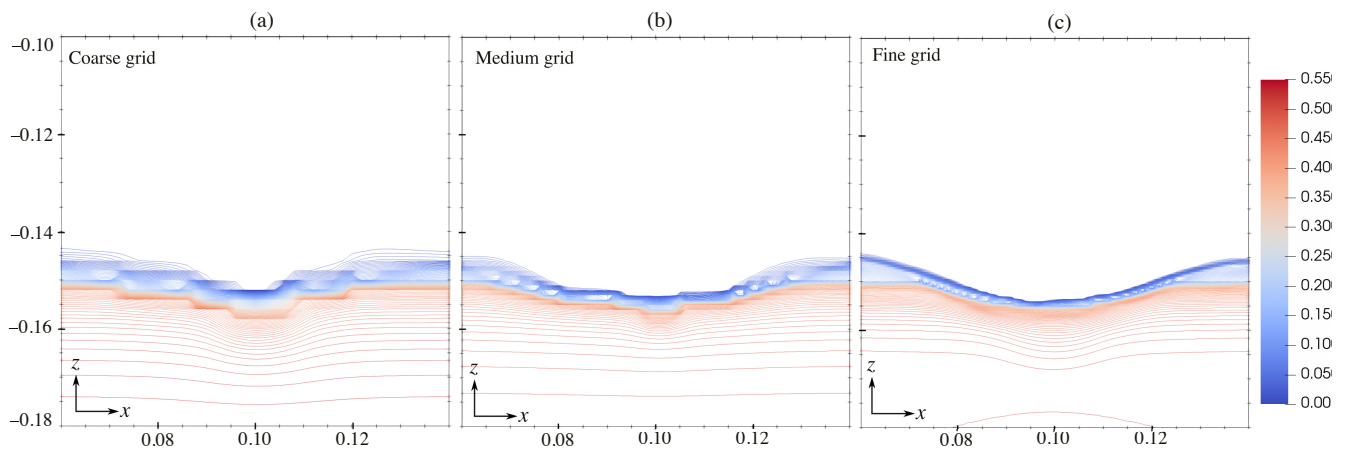 (a)
(b)
(c)
Coarse grid
Medium grid
Fine grid
–0.10
–0.12
–0.14
–0.16
–0.18
z
x
z
x
z
x
0.08
0.10
0.12
0.08
0.10
0.12
0.08
0.10
0.12
0.550
0.500
0.450
0.400
0.350
0.300
0.250
0.200
0.150
0.100
0.050
0.00